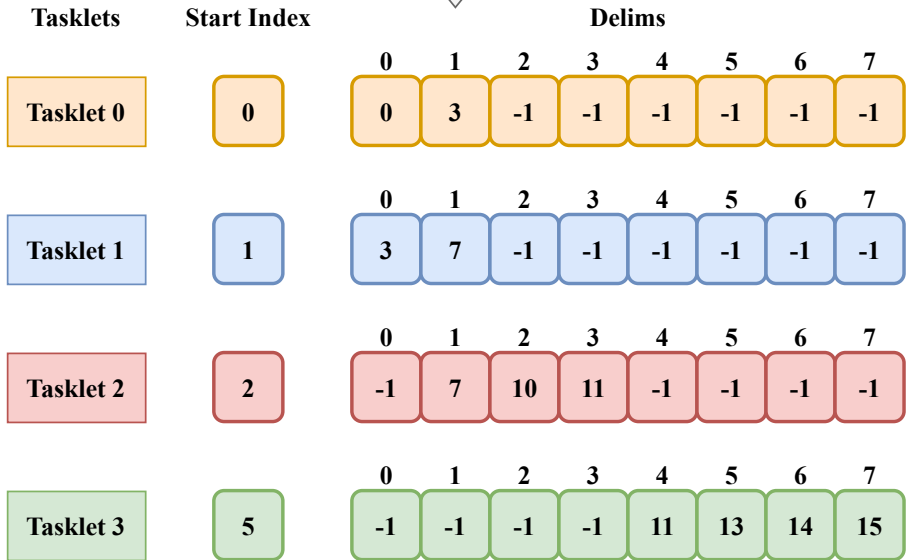 Tasklets Start Index Delims
0 1 2 3 4 5 6 7
Tasklet 0 0 0 3 -1 -1 -1 -1 -1 -1
0 1 2 3 4 5 6 7
Tasklet 1 1 3 7 -1 -1 -1 -1 -1 -1
0 1 2 3 4 5 6 7
Tasklet 2 2 -1 7 10 11 -1 -1 -1 -1
0 1 2 3 4 5 6 7
Tasklet 3 5 -1 -1 -1 -1 11 13 14 15